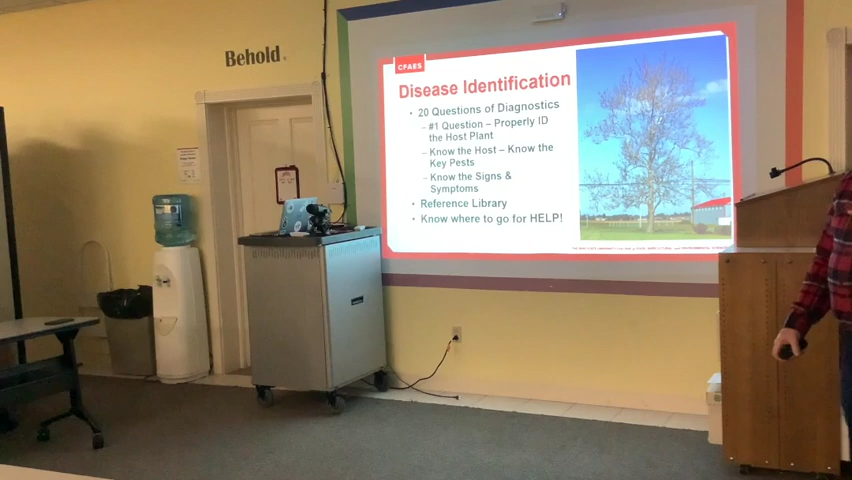 Behold.
CFAES
Disease Identification
• 20 Questions of Diagnostics
– #1 Question – Properly ID
the Host Plant
– Know the Host – Know the
Key Pests
– Know the Signs &
Symptoms
• Reference Library
• Know where to go for HELP!